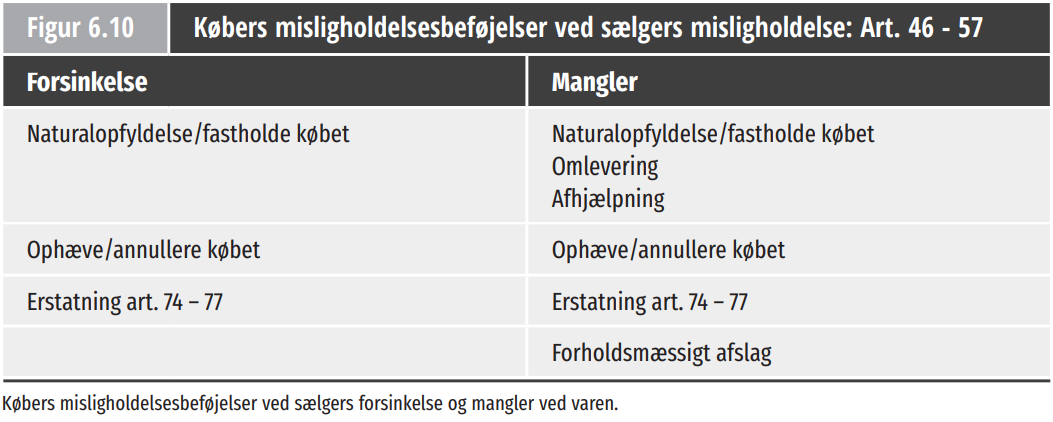 Figur 6.10
Købers misligholdelsesbeføjelser ved sælgers misligholdelse: Art. 46 - 57
Forsinkelse
Mangler
Naturalopfyldelse/fastholde købet
Naturalopfyldelse/fastholde købet
Omlevering
Afhjælpning
Ophæve/annullere købet
Ophæve/annullere købet
Erstatning art. 74 – 77
Erstatning art. 74 – 77
Forholdsmæssigt afslag
Købers misligholdelsesbeføjelser ved sælgers forsinkelse og mangler ved varen.